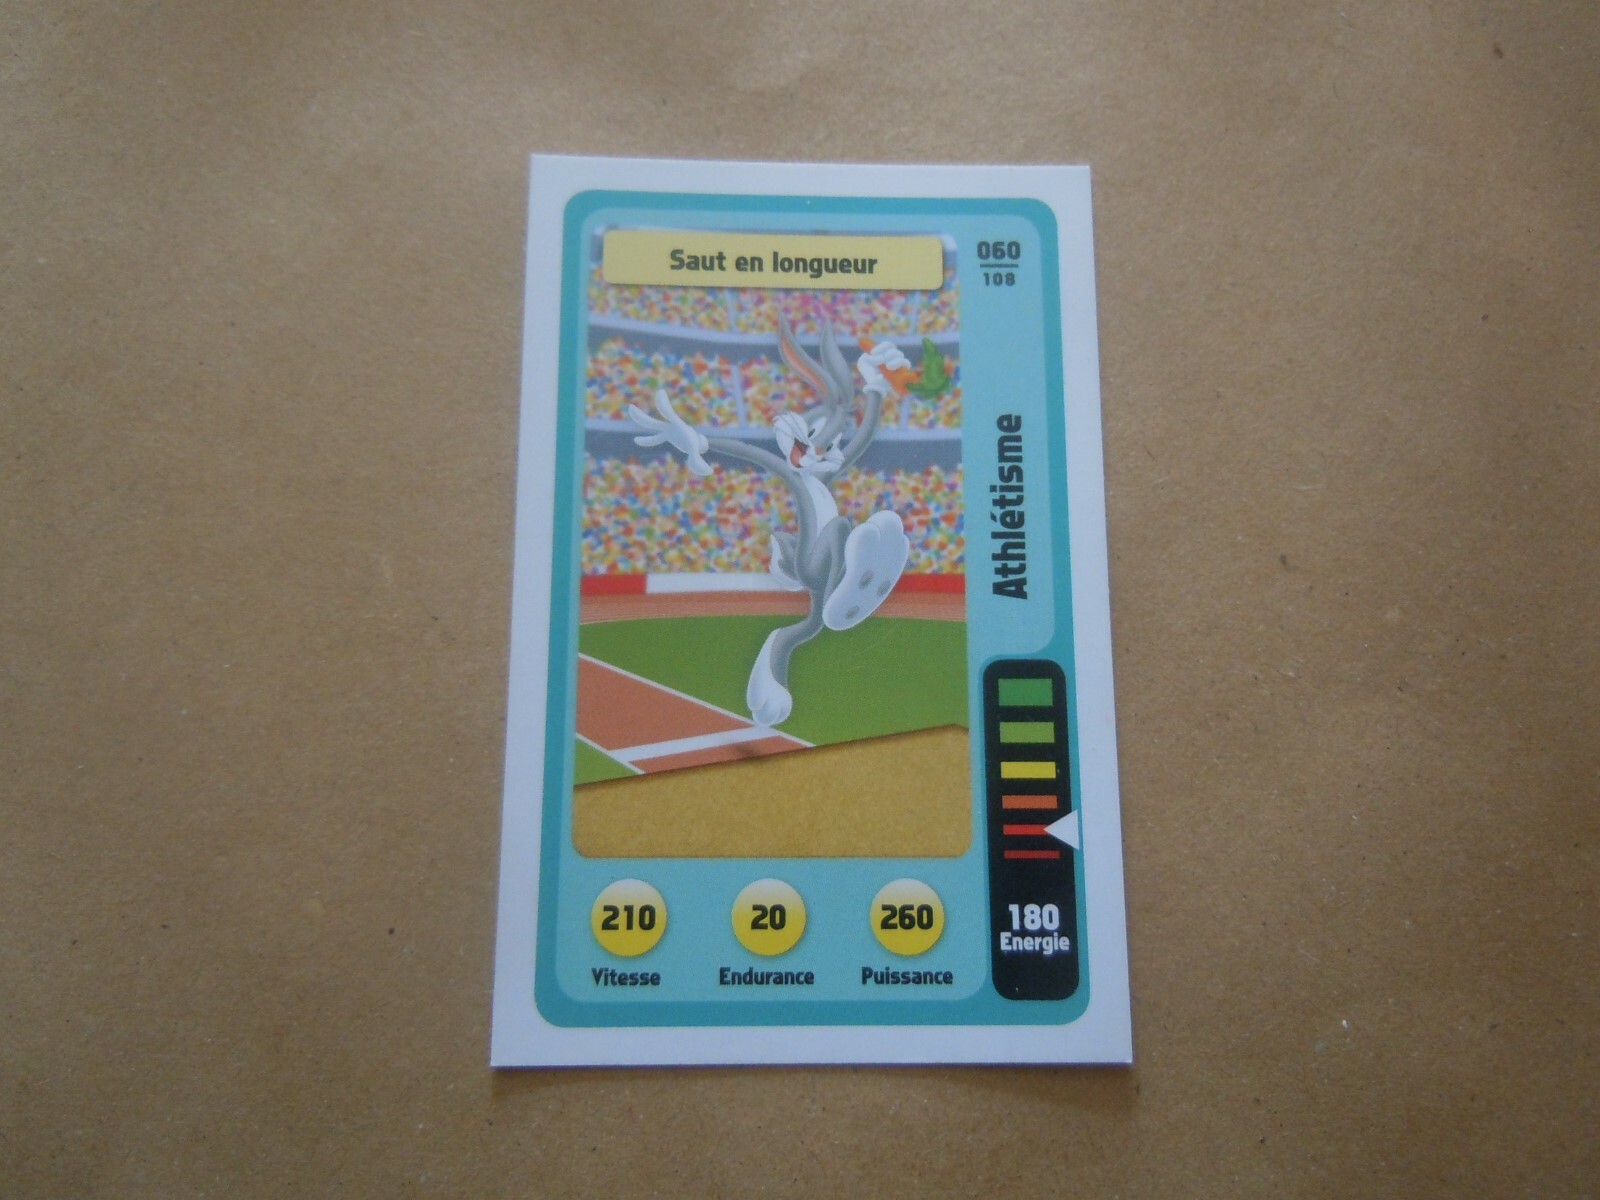 Saut en longueur
060
108
Athlétisme
210
20
260
Vitesse
Endurance
Puissance
180
Energie